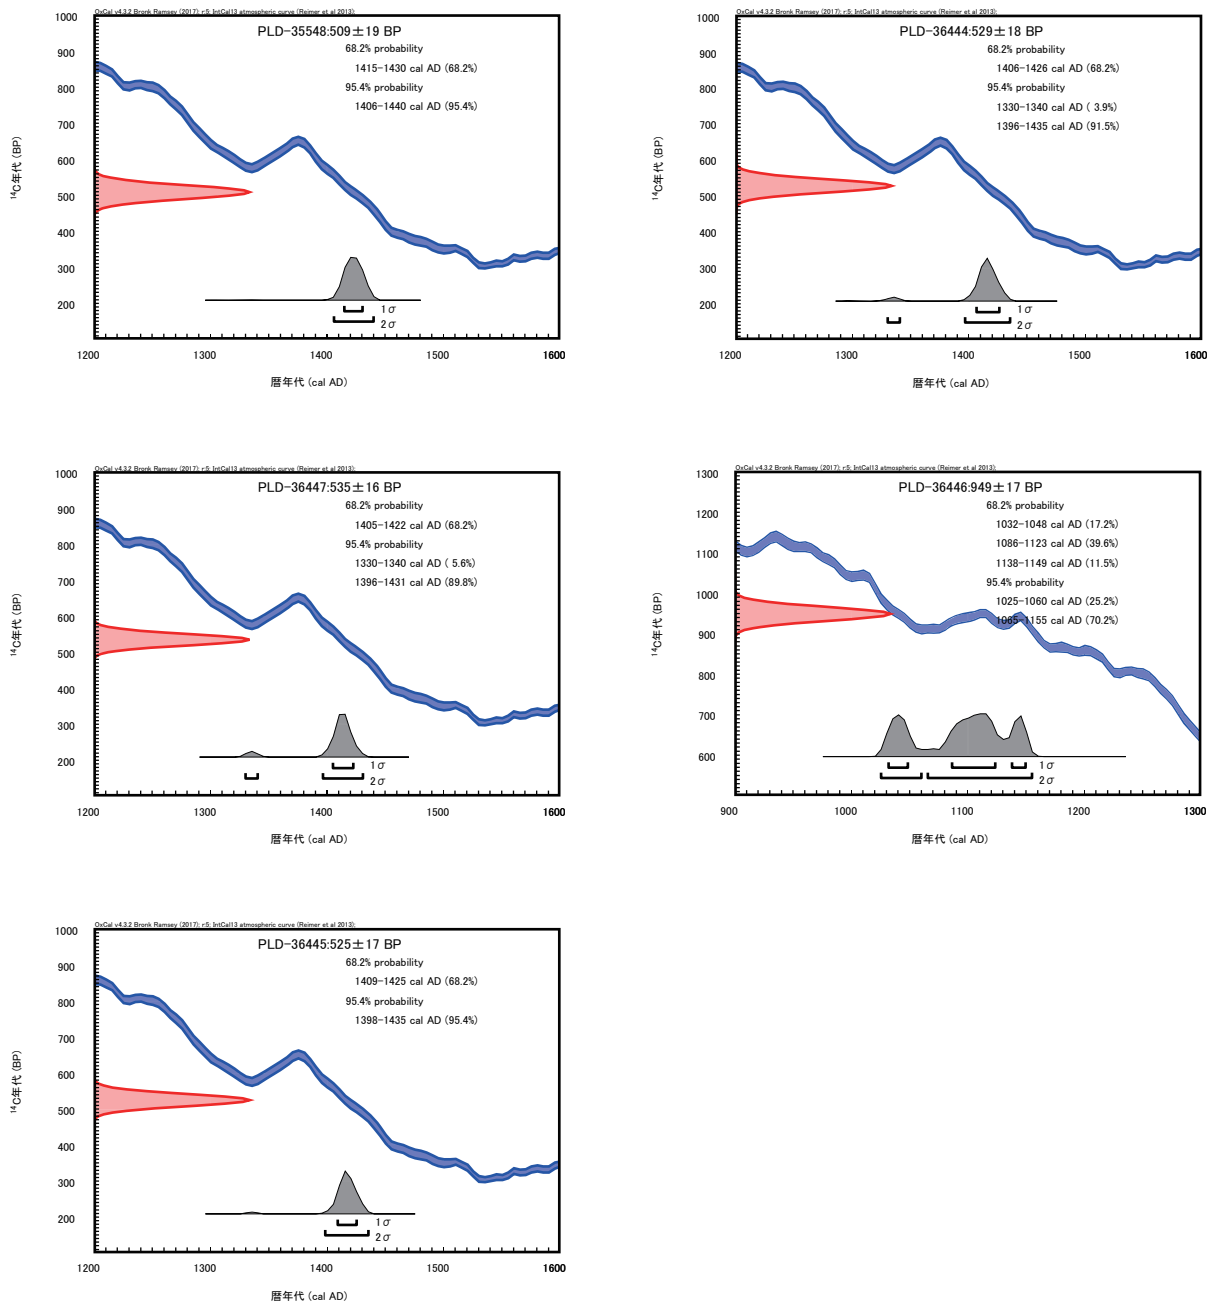 OxCal v4.3.2 Bronk Ramsey (2017); r:5; IntCal13 atmospheric curve (Reimer et al 2013);
PLD-35548:509±19 BP
68.2% probability
1415-1430 cal AD (68.2%)
95.4% probability
1406-1440 cal AD (95.4%)
1000
900
800
700
600
500
400
300
200
14C年代 (BP)
1σ
2σ
1200 1300 1400 1500 1600
暦年代 (cal AD)
OxCal v4.3.2 Bronk Ramsey (2017); r:5; IntCal13 atmospheric curve (Reimer et al 2013);
PLD-36444:529±18 BP
68.2% probability
1406-1426 cal AD (68.2%)
95.4% probability
1330-1340 cal AD ( 3.9%)
1396-1435 cal AD (91.5%)
1000
900
800
700
600
500
400
300
200
14C年代 (BP)
1σ
2σ
1200 1300 1400 1500 1600
暦年代 (cal AD)
OxCal v4.3.2 Bronk Ramsey (2017); r:5; IntCal13 atmospheric curve (Reimer et al 2013);
PLD-36447:535±16 BP
68.2% probability
1405-1422 cal AD (68.2%)
95.4% probability
1330-1340 cal AD ( 5.6%)
1396-1431 cal AD (89.8%)
1000
900
800
700
600
500
400
300
200
14C年代 (BP)
1σ
2σ
1200 1300 1400 1500 1600
暦年代 (cal AD)
OxCal v4.3.2 Bronk Ramsey (2017); r:5; IntCal13 atmospheric curve (Reimer et al 2013);
PLD-36446:949±17 BP
68.2% probability
1032-1048 cal AD (17.2%)
1086-1123 cal AD (39.6%)
1138-1149 cal AD (11.5%)
95.4% probability
1025-1060 cal AD (25.2%)
1065-1155 cal AD (70.2%)
1300
1200
1100
1000
900
800
700
600
14C年代 (BP)
1σ
2σ
900 1000 1100 1200 1300
暦年代 (cal AD)
OxCal v4.3.2 Bronk Ramsey (2017); r:5; IntCal13 atmospheric curve (Reimer et al 2013);
PLD-36445:525±17 BP
68.2% probability
1409-1425 cal AD (68.2%)
95.4% probability
1398-1435 cal AD (95.4%)
1000
900
800
700
600
500
400
300
200
14C年代 (BP)
1σ
2σ
1200 1300 1400 1500 1600
暦年代 (cal AD)